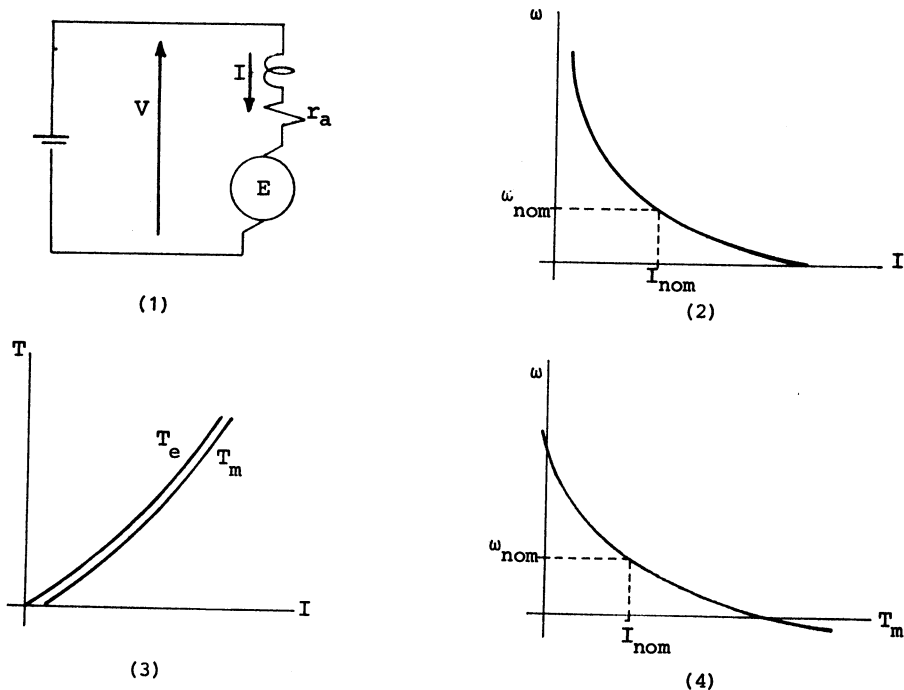 V
I
r_a
E
(1)
ω
ω_nom
I_nom
I
(2)
T
T_e
T_m
I
(3)
ω
ω_nom
I_nom
T_m
(4)